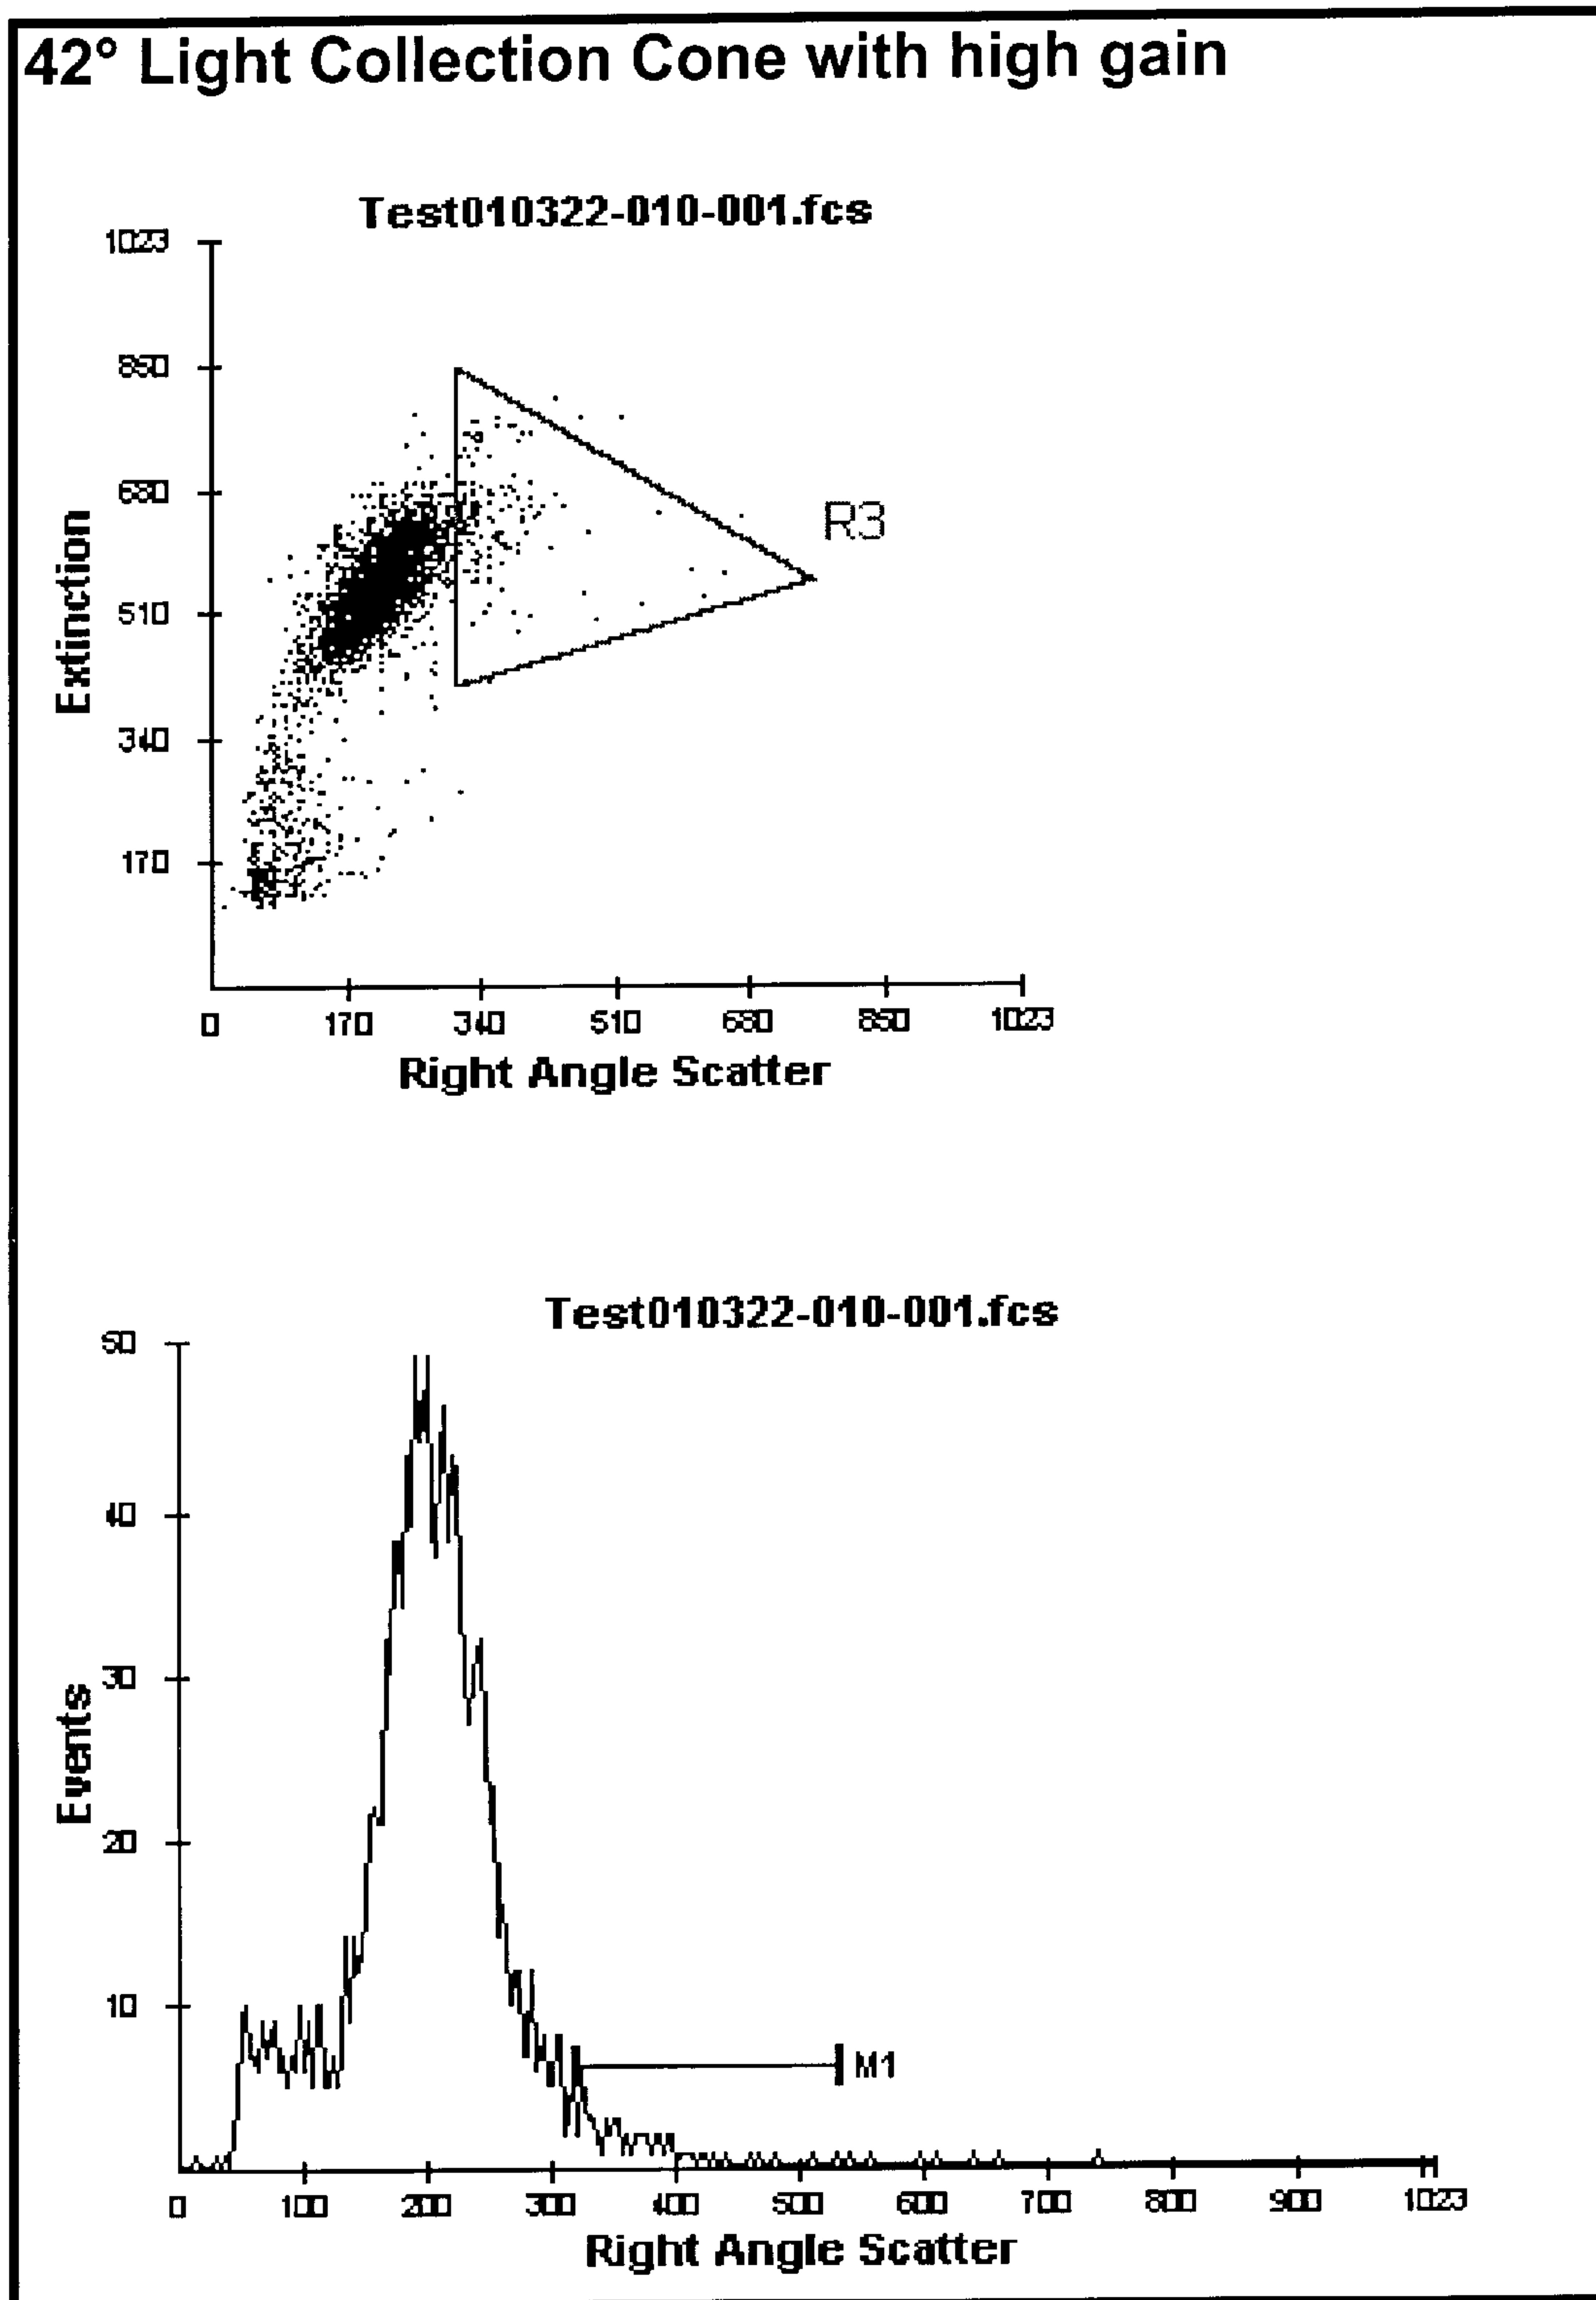 42° Light Collection Cone with high gain
Test010322-010-001.fcs
1023
850
680
510
340
170
Extinction
R3
0 170 340 510 680 850 1023
Right Angle Scatter
Test010322-010-001.fcs
50
40
30
20
10
Events
M1
0 100 200 300 400 500 600 700 800 900 1023
Right Angle Scatter